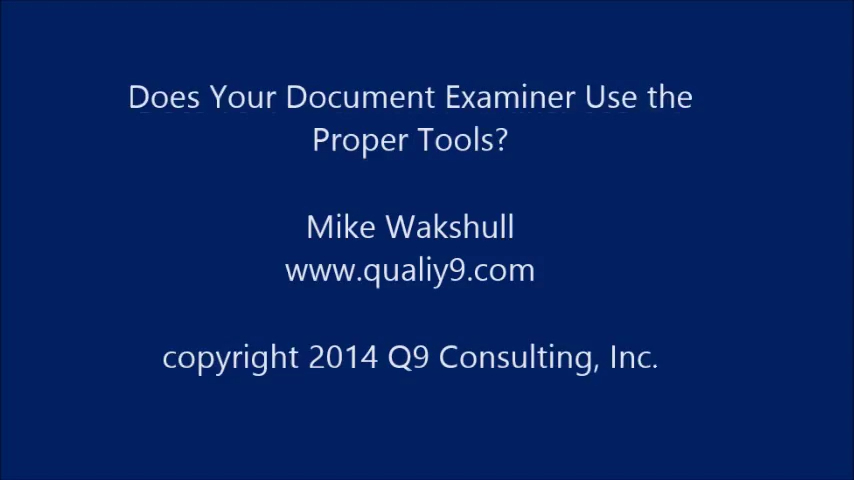 Does Your Document Examiner Use the
Proper Tools?
Mike Wakshull
www.qualiy9.com
copyright 2014 Q9 Consulting, Inc.